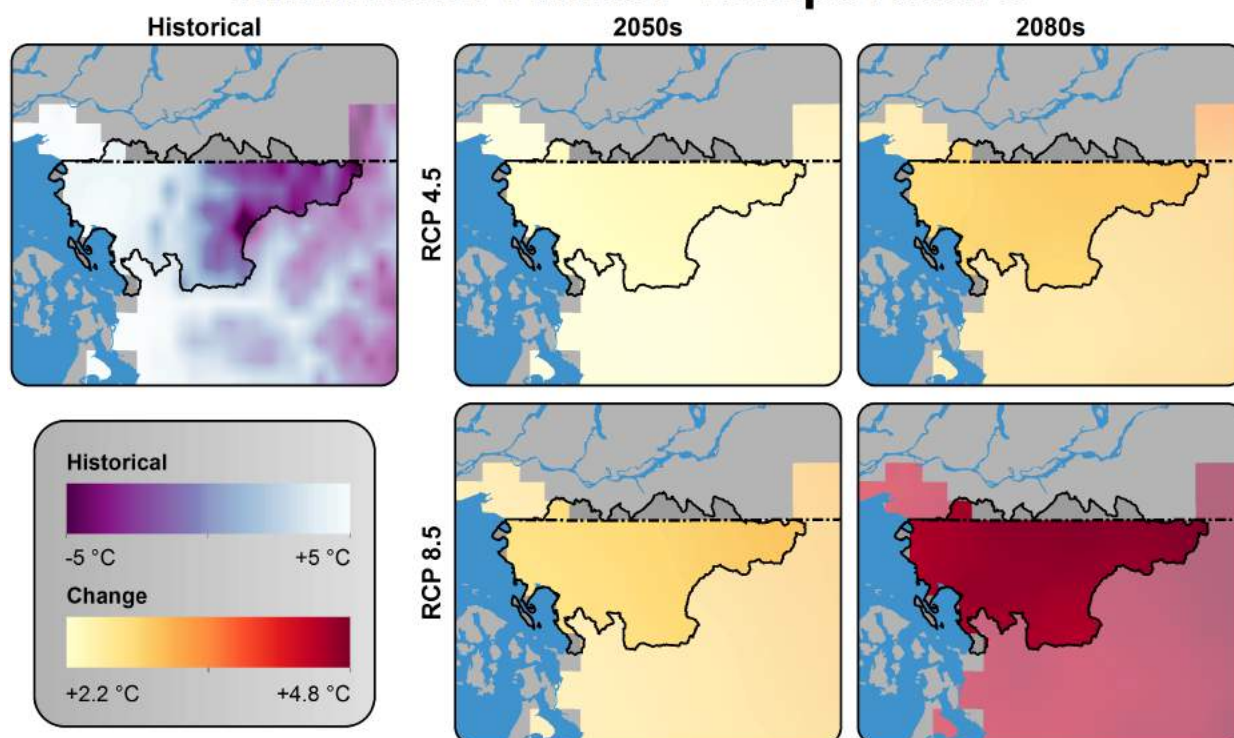 Historical
2050s
2080s
RCP 4.5
RCP 8.5
Historical
-5 °C
+5 °C
Change
+2.2 °C
+4.8 °C